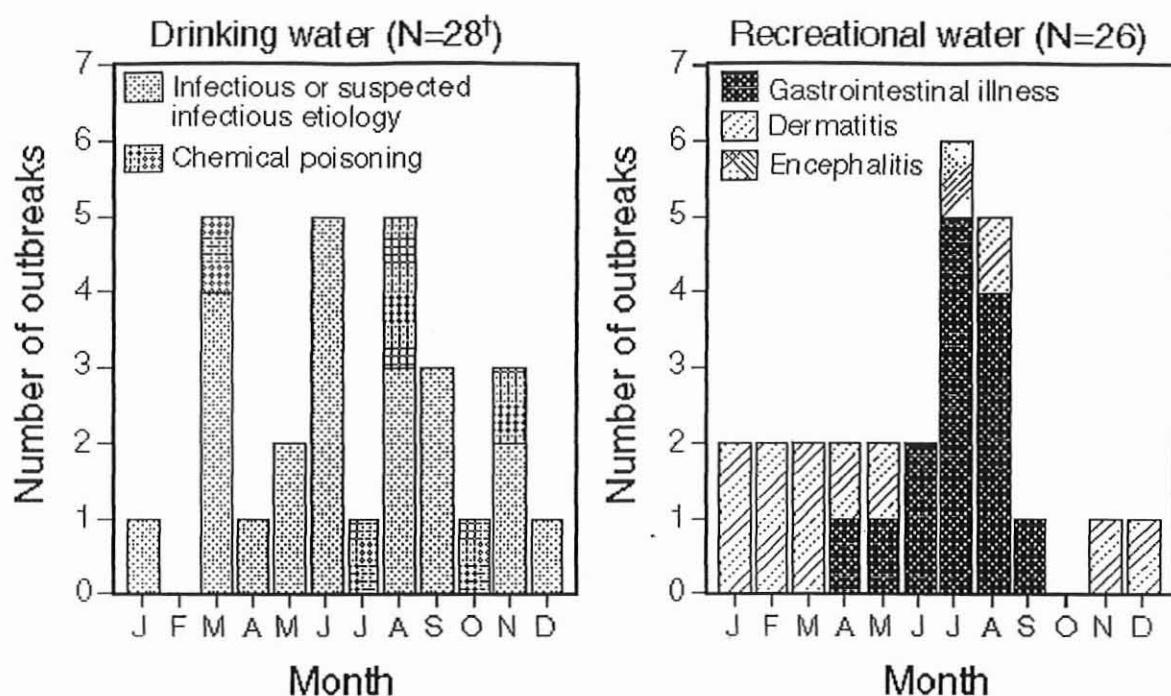 Drinking water (N=28†)
7
6
5
4
3
2
1
0
Number of outbreaks
Infectious or suspected
infectious etiology
Chemical poisoning
J F M A M J J A S O N D
Month
Recreational water (N=26)
7
6
5
4
3
2
1
0
Number of outbreaks
Gastrointestinal illness
Dermatitis
Encephalitis
J F M A M J J A S O N D
Month